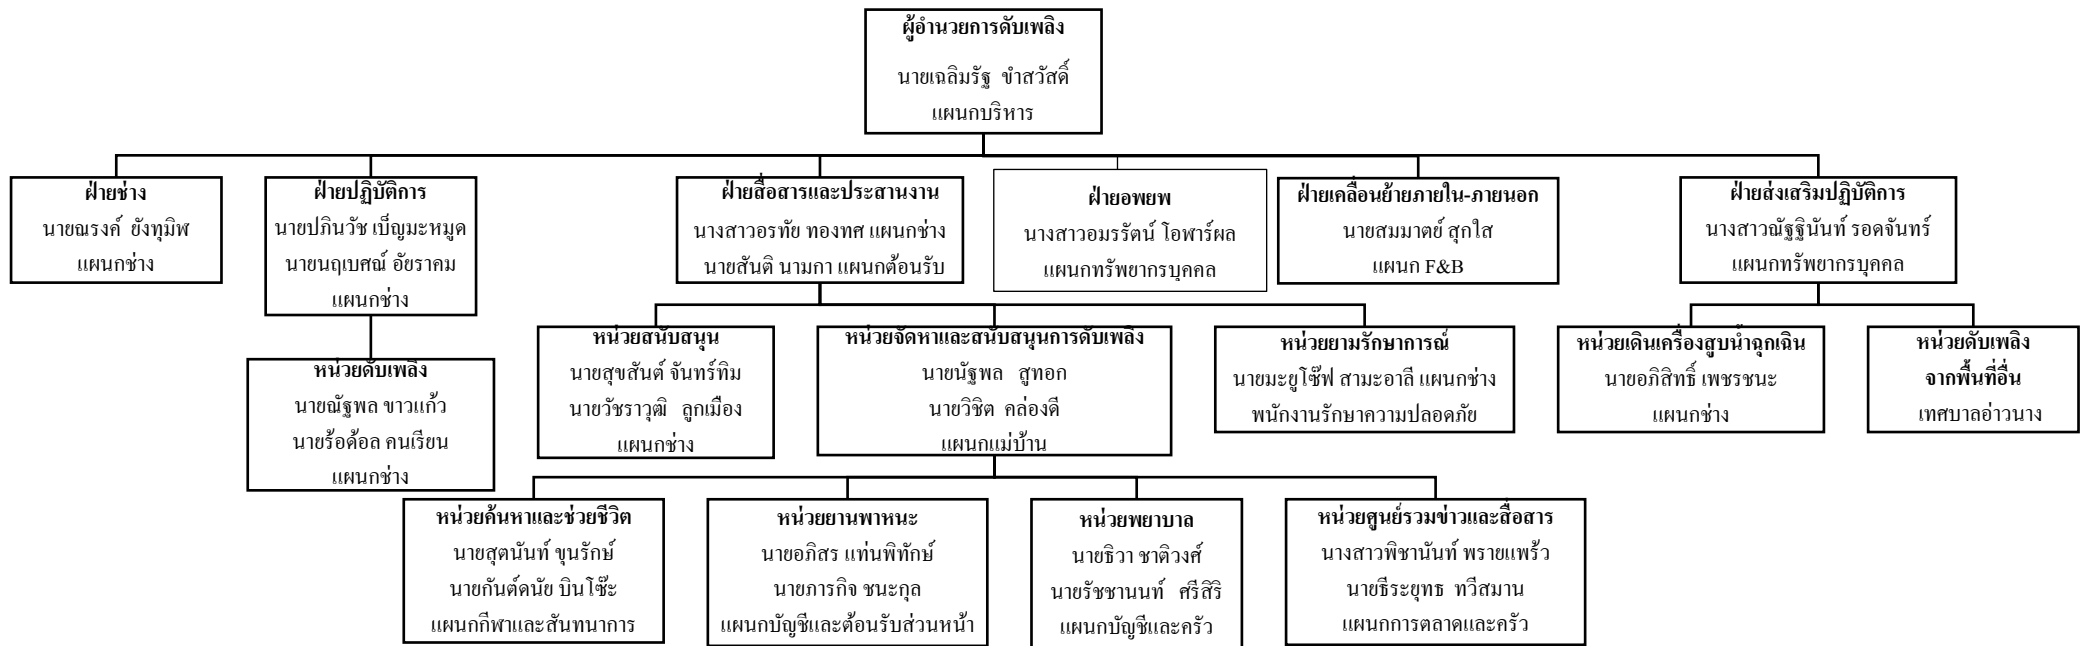 ผู้อำนวยการดับเพลิง
นายเฉลิมรัฐ ขำสวัสดิ์
แผนกบริหาร
ฝ่ายช่าง
นายณรงค์ ยังทุมิฬ
แผนกช่าง
ฝ่ายปฏิบัติการ
นายปภินวัช เบ็ญมะหมูด
นายนฤเบศณ์ อัยราคม
แผนกช่าง
ฝ่ายสื่อสารและประสานงาน
นางสาวอรทัย ทองทศ แผนกช่าง
นายสันติ นามกา แผนกต้อนรับ
ฝ่ายอพยพ
นางสาวอมรรัตน์ โอฬาร์ผล
แผนกทรัพยากรบุคคล
ฝ่ายเคลื่อนย้ายภายใน-ภายนอก
นายสมมาตย์ สุกใส
แผนก F&B
ฝ่ายส่งเสริมปฏิบัติการ
นางสาวณัฐฐินันท์ รอดจันทร์
แผนกทรัพยากรบุคคล
หน่วยดับเพลิง
นายณัฐพล ขาวแก้ว
นายร้อด้อล คนเรียน
แผนกช่าง
หน่วยสนับสนุน
นายสุขสันต์ จันทร์ทิม
นายวัชราวุฒิ ลูกเมือง
แผนกช่าง
หน่วยจัดหาและสนับสนุนการดับเพลิง
นายนัฐพล สูทอก
นายวิชิต คล่องดี
แผนกแม่บ้าน
หน่วยยามรักษาการณ์
นายมะยูโซ๊ฟ สามะอาลี แผนกช่าง
พนักงานรักษาความปลอดภัย
หน่วยเดินเครื่องสูบน้ำฉุกเฉิน
นายอภิสิทธิ์ เพชรชนะ
แผนกช่าง
หน่วยดับเพลิง
จากพื้นที่อื่น
เทศบาลอ่าวนาง
หน่วยค้นหาและช่วยชีวิต
นายสุตนันท์ ขุนรักษ์
นายกันต์ดนัย บินโซ๊ะ
แผนกกีฬาและสันทนาการ
หน่วยยานพาหนะ
นายอภิสร แท่นพิทักษ์
นายภารกิจ ชนะกุล
แผนกบัญชีและต้อนรับส่วนหน้า
หน่วยพยาบาล
นายธิวา ชาติวงศ์
นายรัชชานนท์ ศรีสิริ
แผนกบัญชีและครัว
หน่วยศูนย์รวมข่าวและสื่อสาร
นางสาวพิชานันท์ พรายแพร้ว
นายธีระยุทธ ทวีสมาน
แผนกการตลาดและครัว